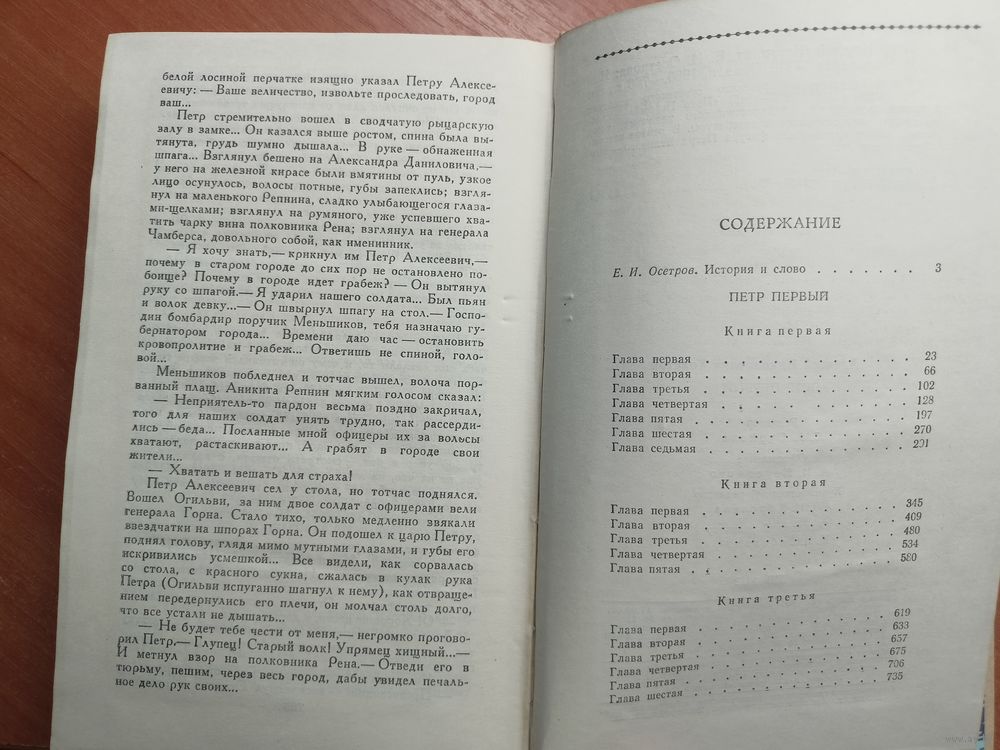 белой лосиной перчатке изящно указал Петру Алексе-
евичу: — Ваше величество, извольте проследовать, город
ваш...
Петр стремительно вошел в сводчатую рыцарскую
залу в замке... Он казался выше ростом, спина была вы-
тянута, грудь шумно дышала... В руке — обнаженная
шпага... Взглянул бешено на Александра Даниловича,—
у него на железной кирасе были вмятины от пуль, узкое
лицо осунулось, волосы потные, губы запеклись; взгля-
нул на маленького Репнина, сладко улыбающегося глаза-
ми-щелками; взглянул на румяного, уже успевшего хва-
тить чарку вина полковника Рена; взглянул на генерала
Чамберса, довольного собой, как именинник.
— Я хочу знать,— крикнул им Петр Алексеевич,—
почему в старом городе до сих пор не остановлено по-
боище? Почему в городе идет грабеж? — Он вытянул
руку со шпагой.— Я ударил нашего солдата... Был пьян
и волок девку...— Он швырнул шпагу на стол.— Госпо-
дин бомбардир поручик Меньшиков, тебя назначаю гу-
бернатором города... Времени даю час — остановить
кровопролитие и грабеж... Ответишь не спиной, голо-
вой...
Меньшиков побледнел и тотчас вышел, волоча пор-
ванный плащ. Аникита Репнин мягким голосом сказал:
— Неприятель-то пардон весьма поздно закричал,
того для наших солдат унять трудно, так рассерди-
лись — беда... Посланные мной офицеры их за волосы
хватают, растаскивают... А грабят в городе свои
жители...
— Хватать и вешать для страха!
Петр Алексеевич сел у стола, но тотчас поднялся.
Вошел Огильви, за ним двое солдат с офицерами вели
генерала Горна. Стало тихо, только медленно звякали
звездчатки на шпорах Горна. Он подошел к царю Петру,
поднял голову, глядя мимо мутными глазами, и губы его
искривились усмешкой... Все видели, как сорвалась
со стола, с красного сукна, сжалась в кулак рука
Петра (Огильви испуганно шагнул к нему), как отвраще-
нием передернулись его плечи, он молчал столь долго,
что все устали не дышать...
— Не будет тебе чести от меня,— негромко прогово-
рил Петр,— Глупец! Старый волк! Упрямец хищный...—
И метнул взор на полковника Рена.— Отведи его в
тюрьму, пешим, через весь город, дабы увидел печаль-
ное дело рук своих...
СОДЕРЖАНИЕ
Е. И. Осетров. История и слово . . . . . . . 3
ПЕТР ПЕРВЫЙ
Книга первая
Глава первая . . . . . . . . . . 23
Глава вторая . . . . . . . . . . 66
Глава третья . . . . . . . . . . 102
Глава четвертая . . . . . . . . . 128
Глава пятая . . . . . . . . . . 197
Глава шестая . . . . . . . . . . 270
Глава седьмая . . . . . . . . . . 291
Книга вторая
Глава первая . . . . . . . . . . 345
Глава вторая . . . . . . . . . . 409
Глава третья . . . . . . . . . . 480
Глава четвертая . . . . . . . . . 534
Глава пятая . . . . . . . . . . 580
Книга третья
Глава первая . . . . . . . . . . 619
Глава вторая . . . . . . . . . . 633
Глава третья . . . . . . . . . . 657
Глава четвертая . . . . . . . . . 675
Глава пятая . . . . . . . . . . 706
Глава шестая . . . . . . . . . . 735